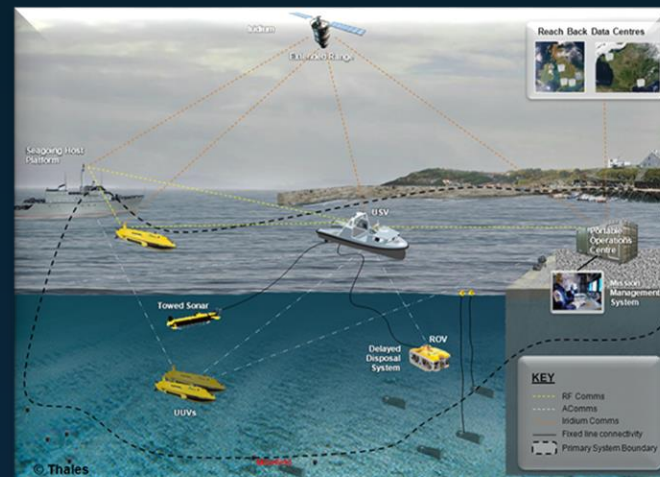 Iridium
Extended Range
Reach Back Data Centres
Seagoing Host
Platform
USV
Portable
Operations
Centre
Mission
Management
System
Towed Sonar
ROV
Delayed
Disposal
System
UUVs
KEY
RF Comms
AComms
Iridium Comms
Fixed line connectivity
Primary System Boundary
© Thales